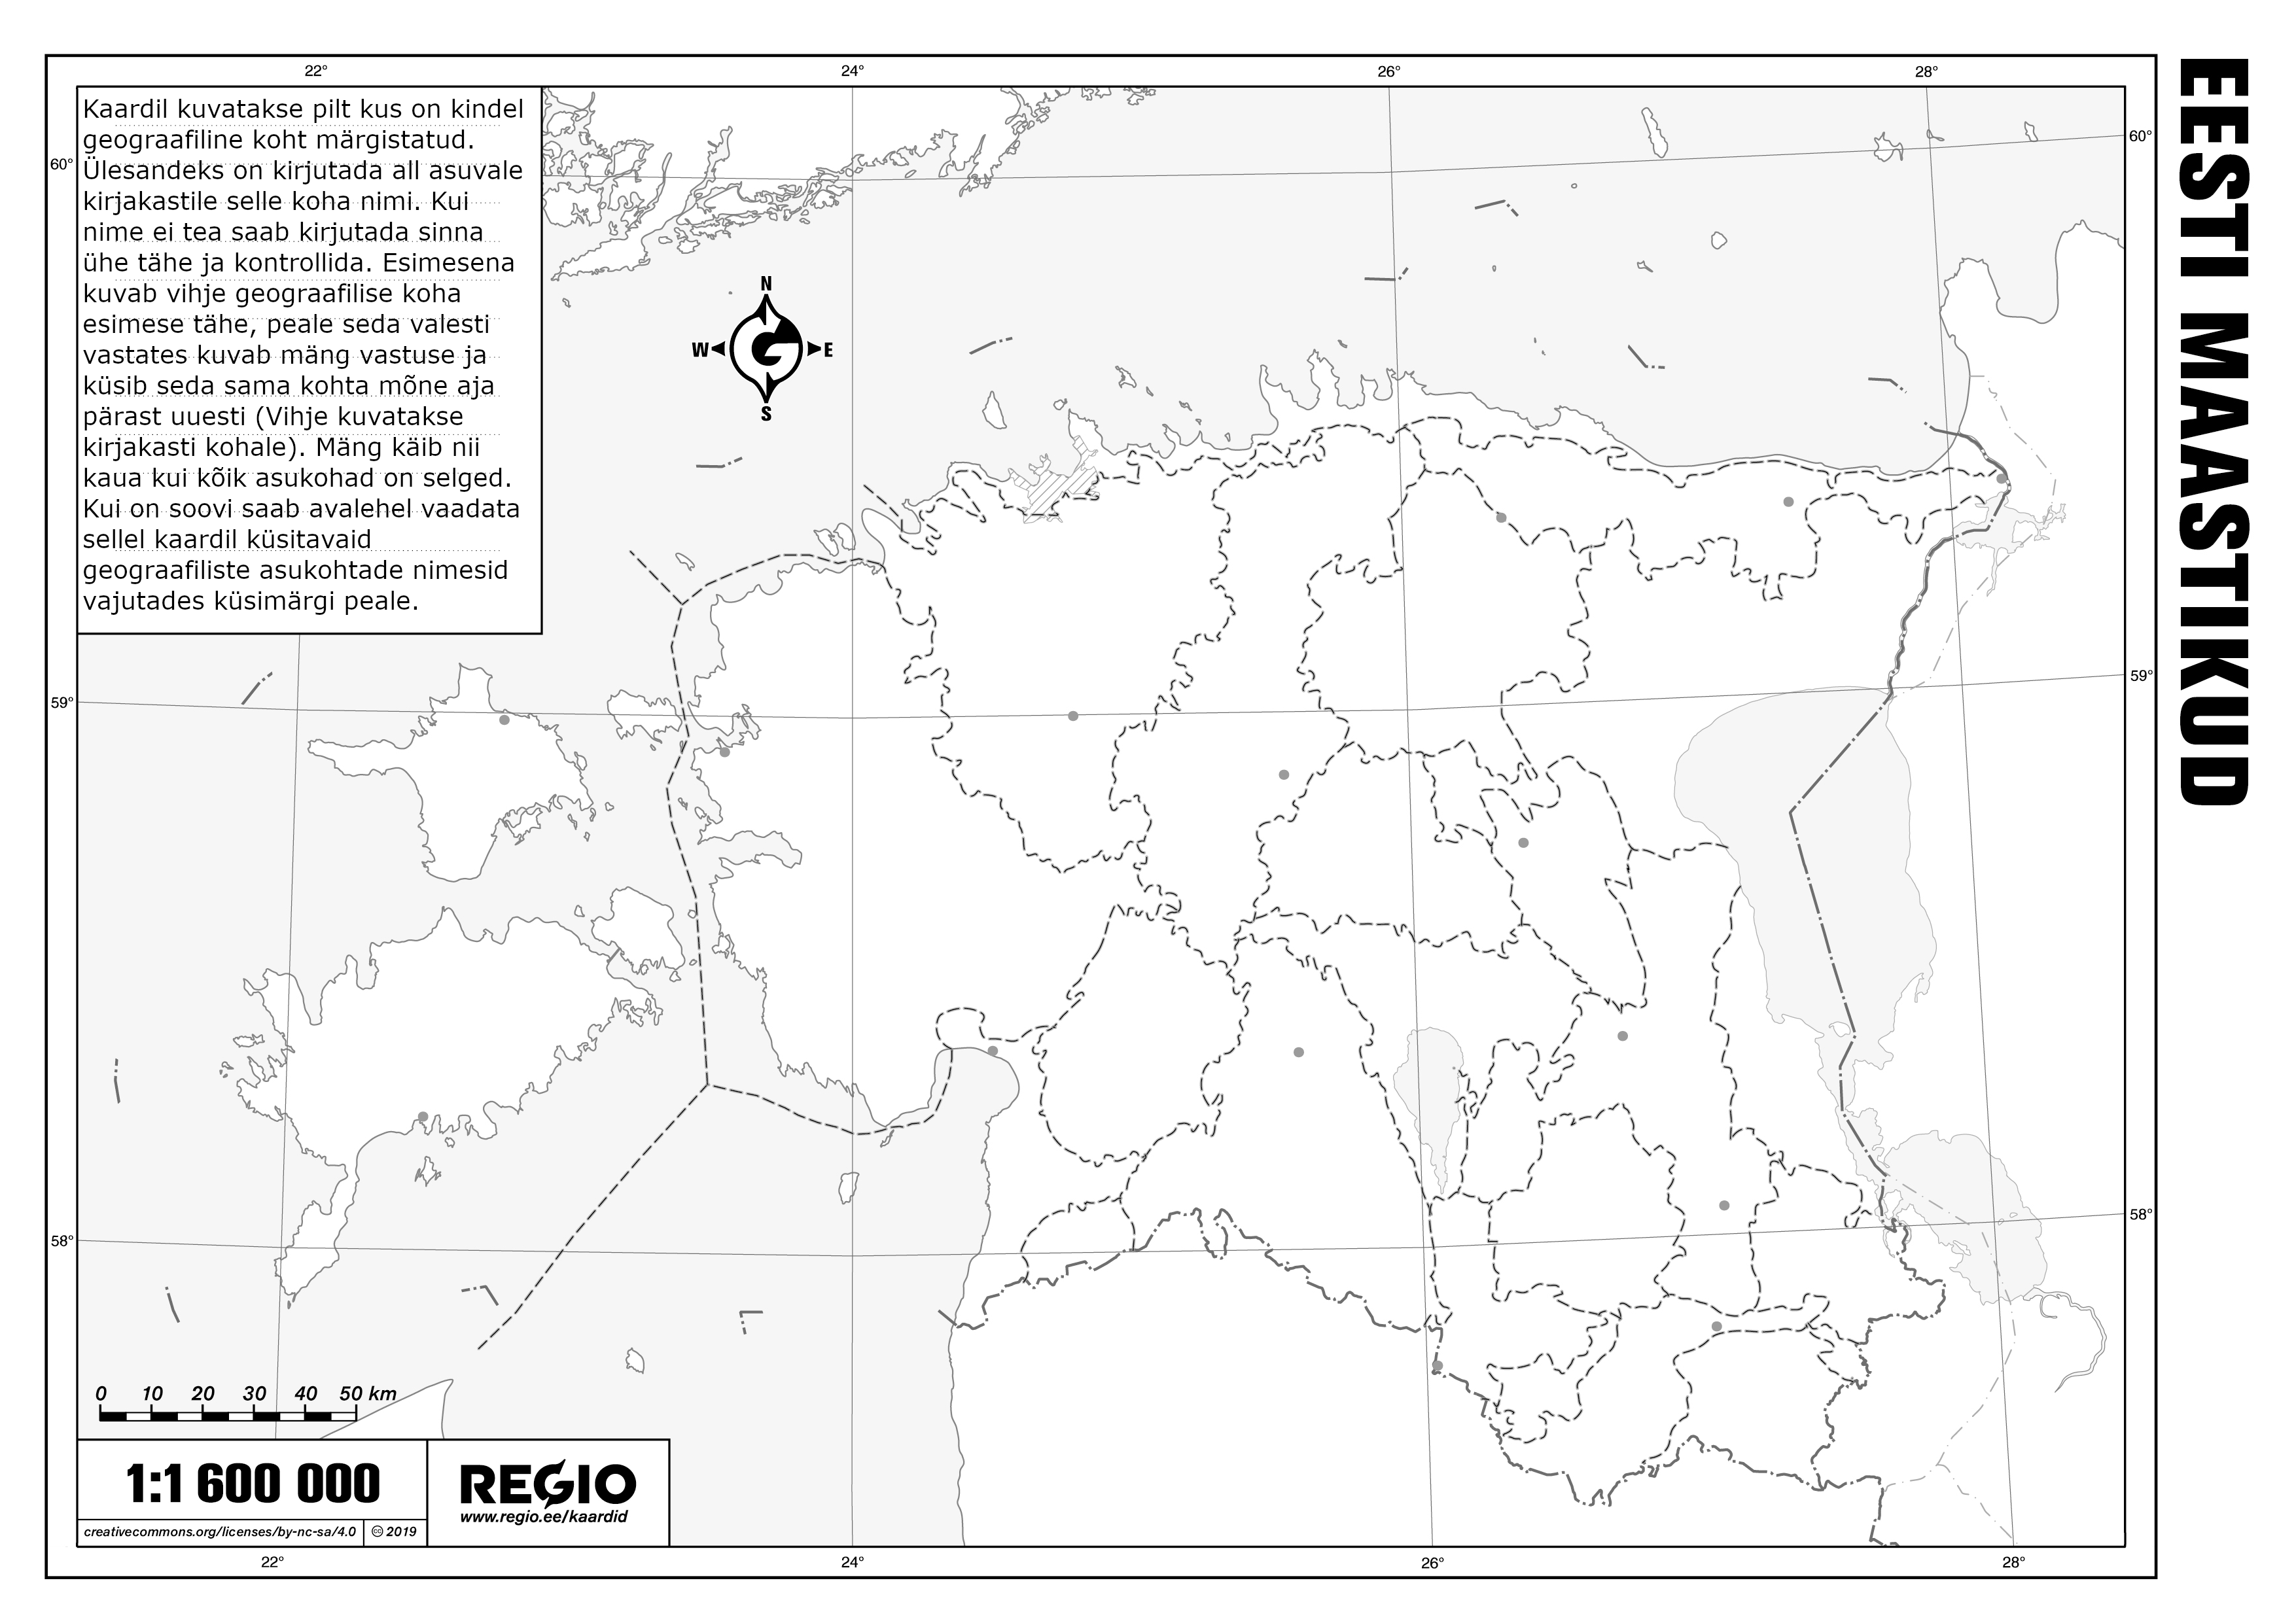 22°
24°
26°
28°
EESTI MAASTIKUD
Kaardil kuvatakse pilt kus on kindel
geograafiline koht märgistatud.
Ülesandeks on kirjutada all asuvale
kirjakastile selle koha nimi. Kui
nime ei tea saab kirjutada sinna
ühe tähe ja kontrollida. Esimesena
kuvab vihje geograafilise koha
esimese tähe, peale seda valesti
vastates kuvab mäng vastuse ja
küsib seda sama kohta mõne aja
pärast uuesti (Vihje kuvatakse
kirjakasti kohale). Mäng käib nii
kaua kui kõik asukohad on selged.
Kui on soovi saab avalehel vaadata
sellel kaardil küsitavaid
geograafiliste asukohtade nimesid
vajutades küsimärgi peale.
60°
60°
N
W
E
S
59°
59°
58°
58°
0 10 20 30 40 50 km
1:1 600 000
REGIO
www.regio.ee/kaardid
creativecommons.org/licenses/by-nc-sa/4.0
cc 2019
22°
24°
26°
28°